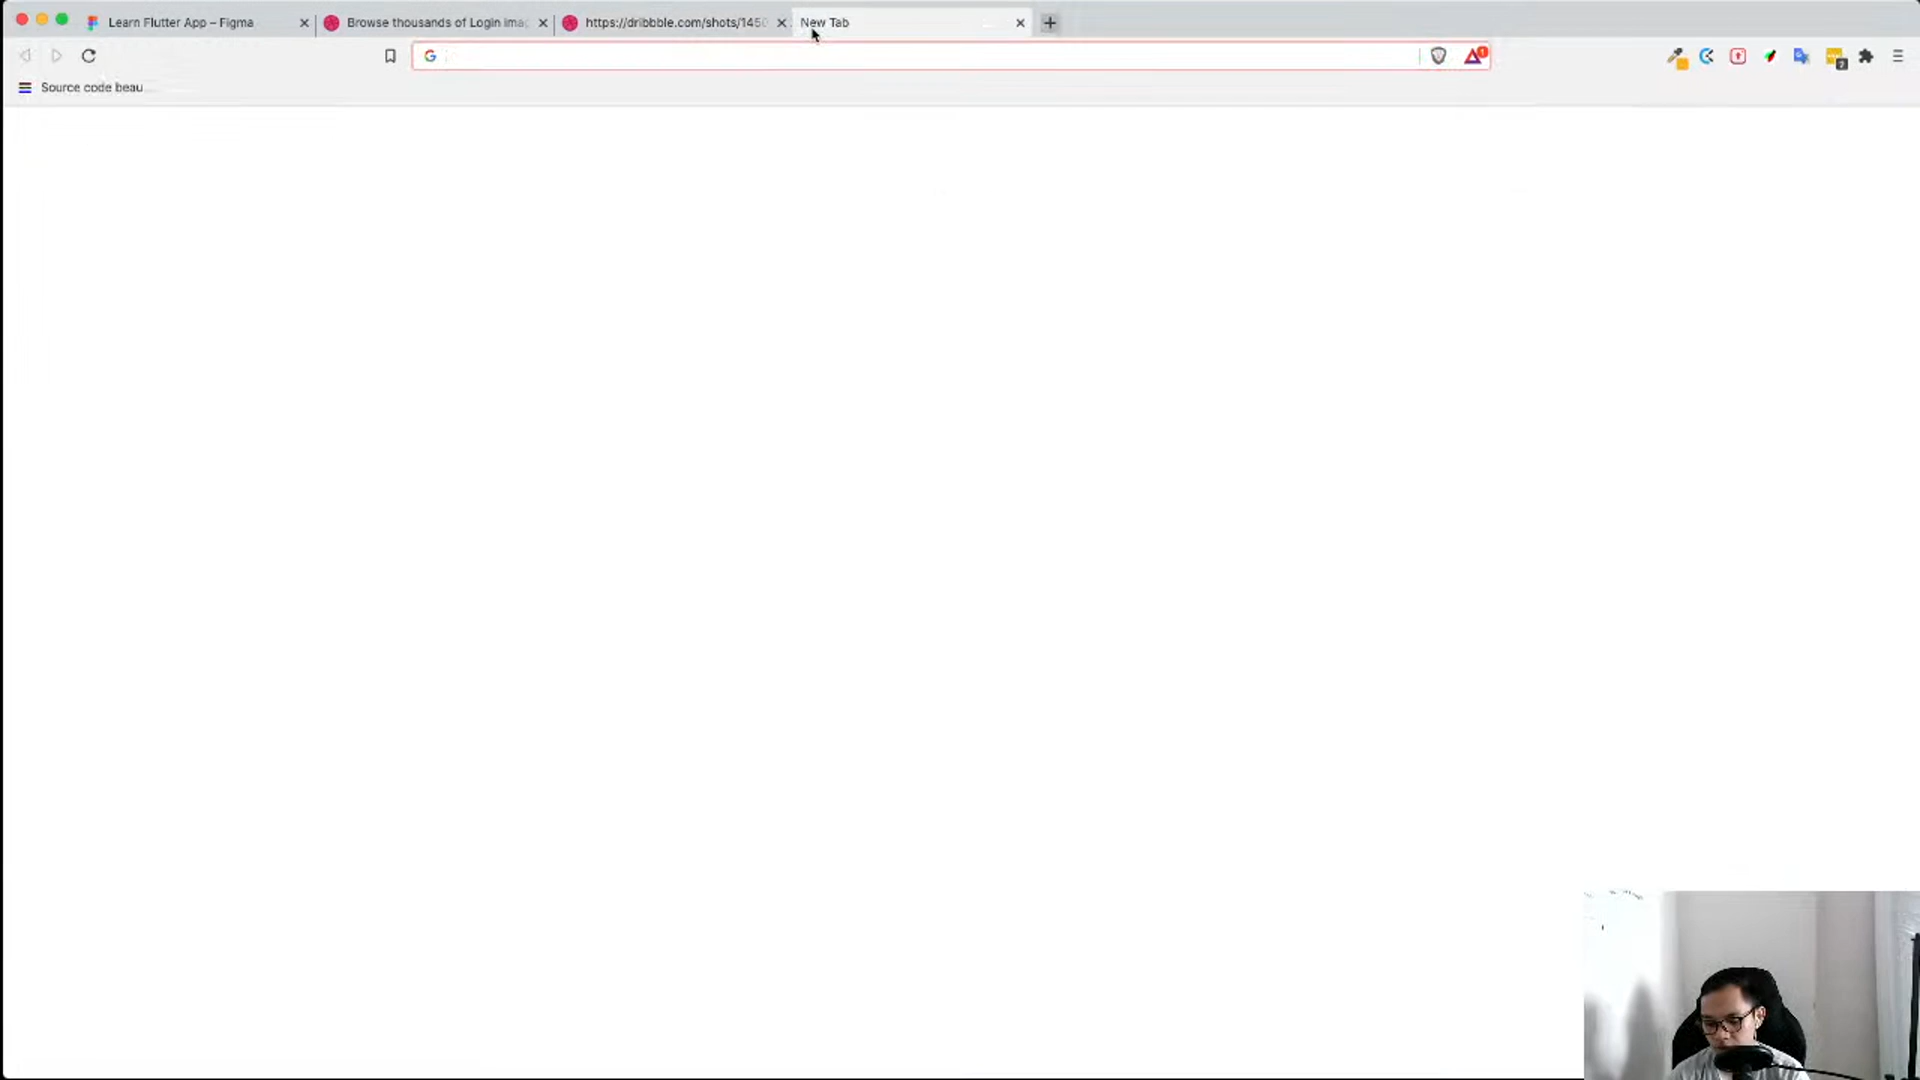 Learn Flutter App – Figma
Browse thousands of Login ima
https://dribbble.com/shots/145
New Tab
Source code beau